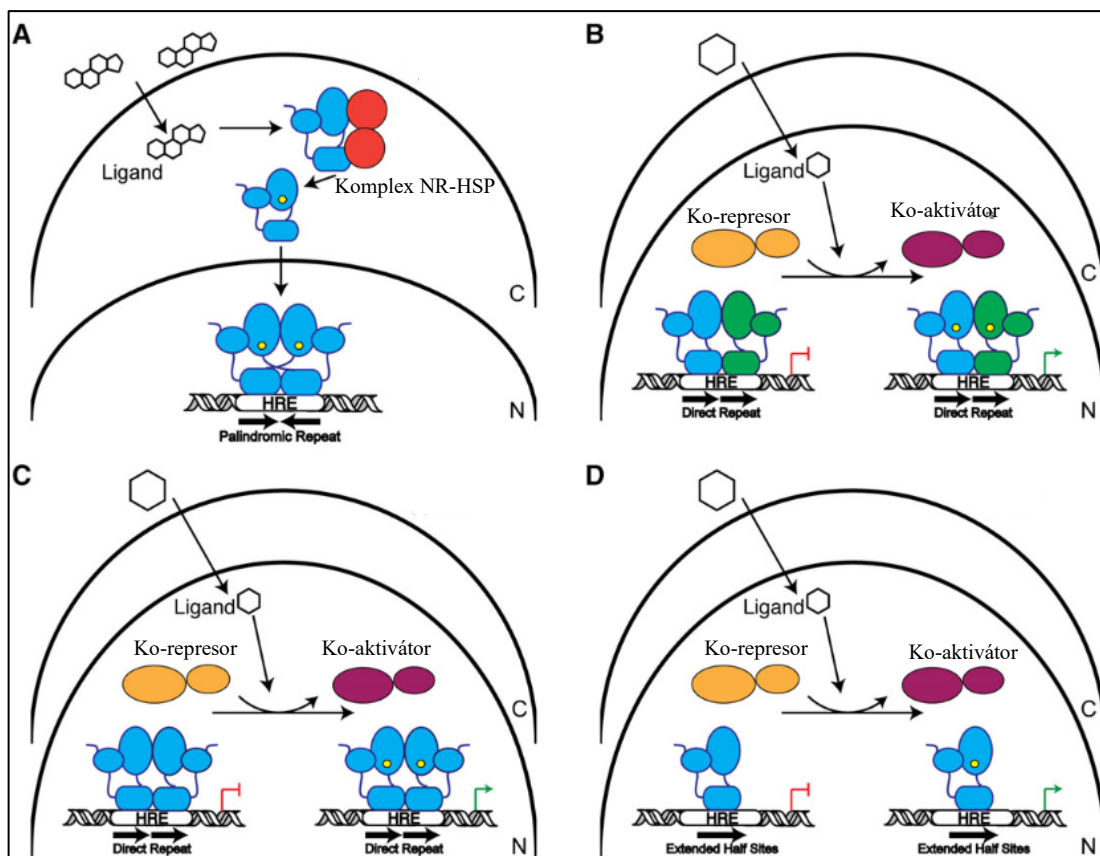 A
Ligand
Komplex NR-HSP
C
HRE
N
Palindromic Repeat
B
Ligand
Ko-represor
Ko-aktivátor
C
HRE
HRE
N
Direct Repeat
Direct Repeat
C
Ligand
Ko-represor
Ko-aktivátor
C
HRE
HRE
N
Direct Repeat
Direct Repeat
D
Ligand
Ko-represor
Ko-aktivátor
C
HRE
HRE
N
Extended Half Sites
Extended Half Sites